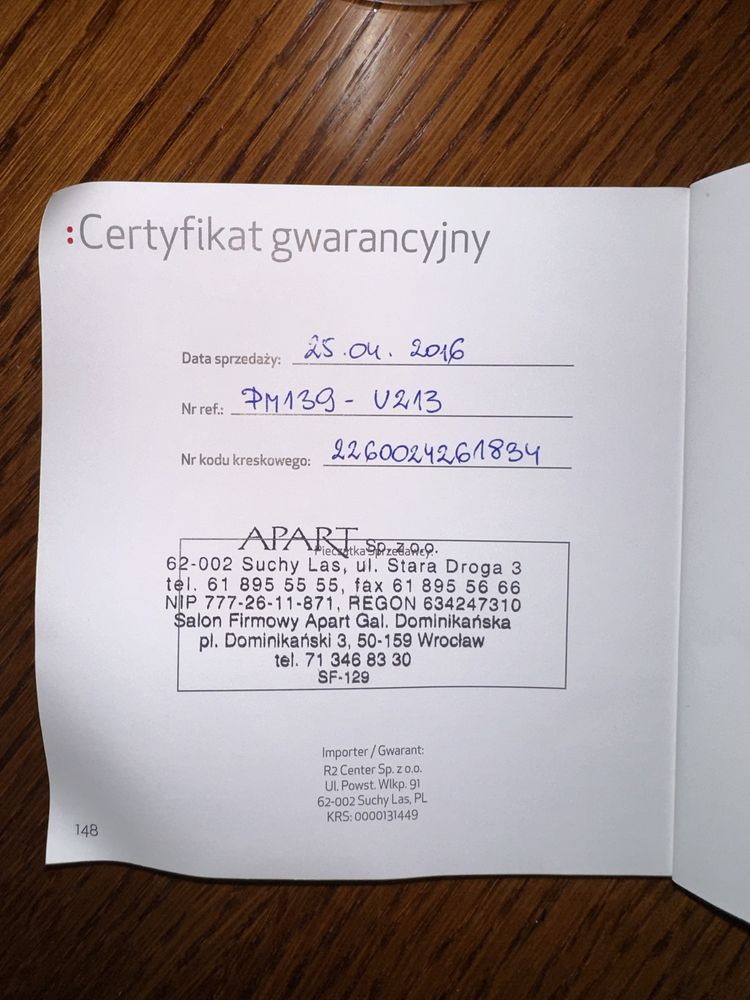 :Certyfikat gwarancyjny
Data sprzedaży: 25.04.2016
Nr ref.: PM139-V213
Nr kodu kreskowego: 2260024261834
APART Sp. z o.o.
Pieczątka Sprzedawcy:
62-002 Suchy Las, ul. Stara Droga 3
tel. 61 895 55 55, fax 61 895 56 66
NIP 777-26-11-871, REGON 634247310
Salon Firmowy Apart Gal. Dominikańska
pl. Dominikański 3, 50-159 Wrocław
tel. 71 346 83 30
SF-129
Importer / Gwarant:
R2 Center Sp. z o.o.
Ul. Powst. Wlkp. 91
62-002 Suchy Las, PL
KRS: 0000131449
148